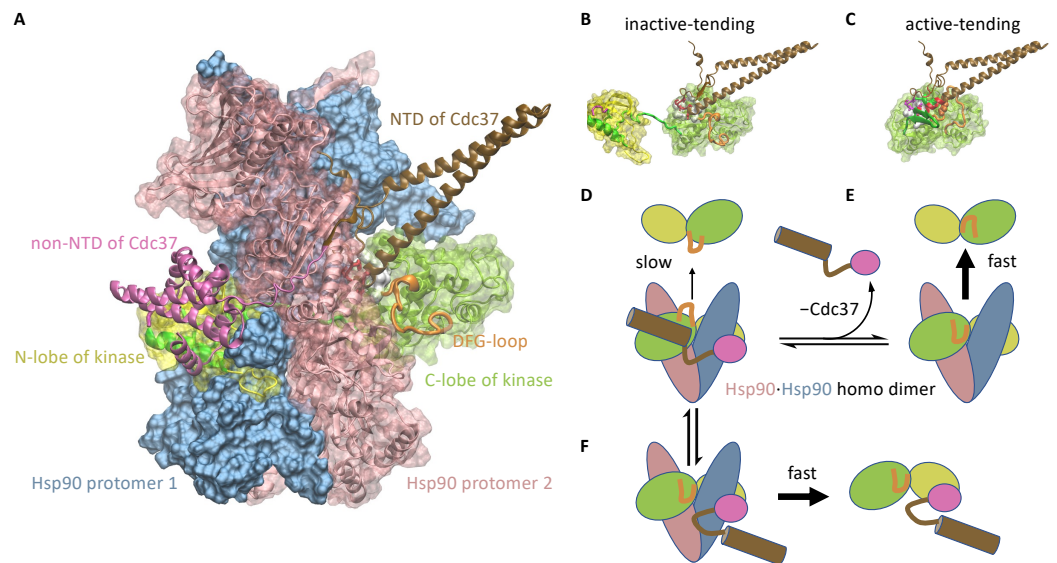 A
NTD of Cdc37
non-NTD of Cdc37
N-lobe of kinase
DFG-loop
C-lobe of kinase
Hsp90 protomer 1
Hsp90 protomer 2
B
inactive-tending
C
active-tending
D
slow
−Cdc37
E
fast
Hsp90·Hsp90 homo dimer
F
fast